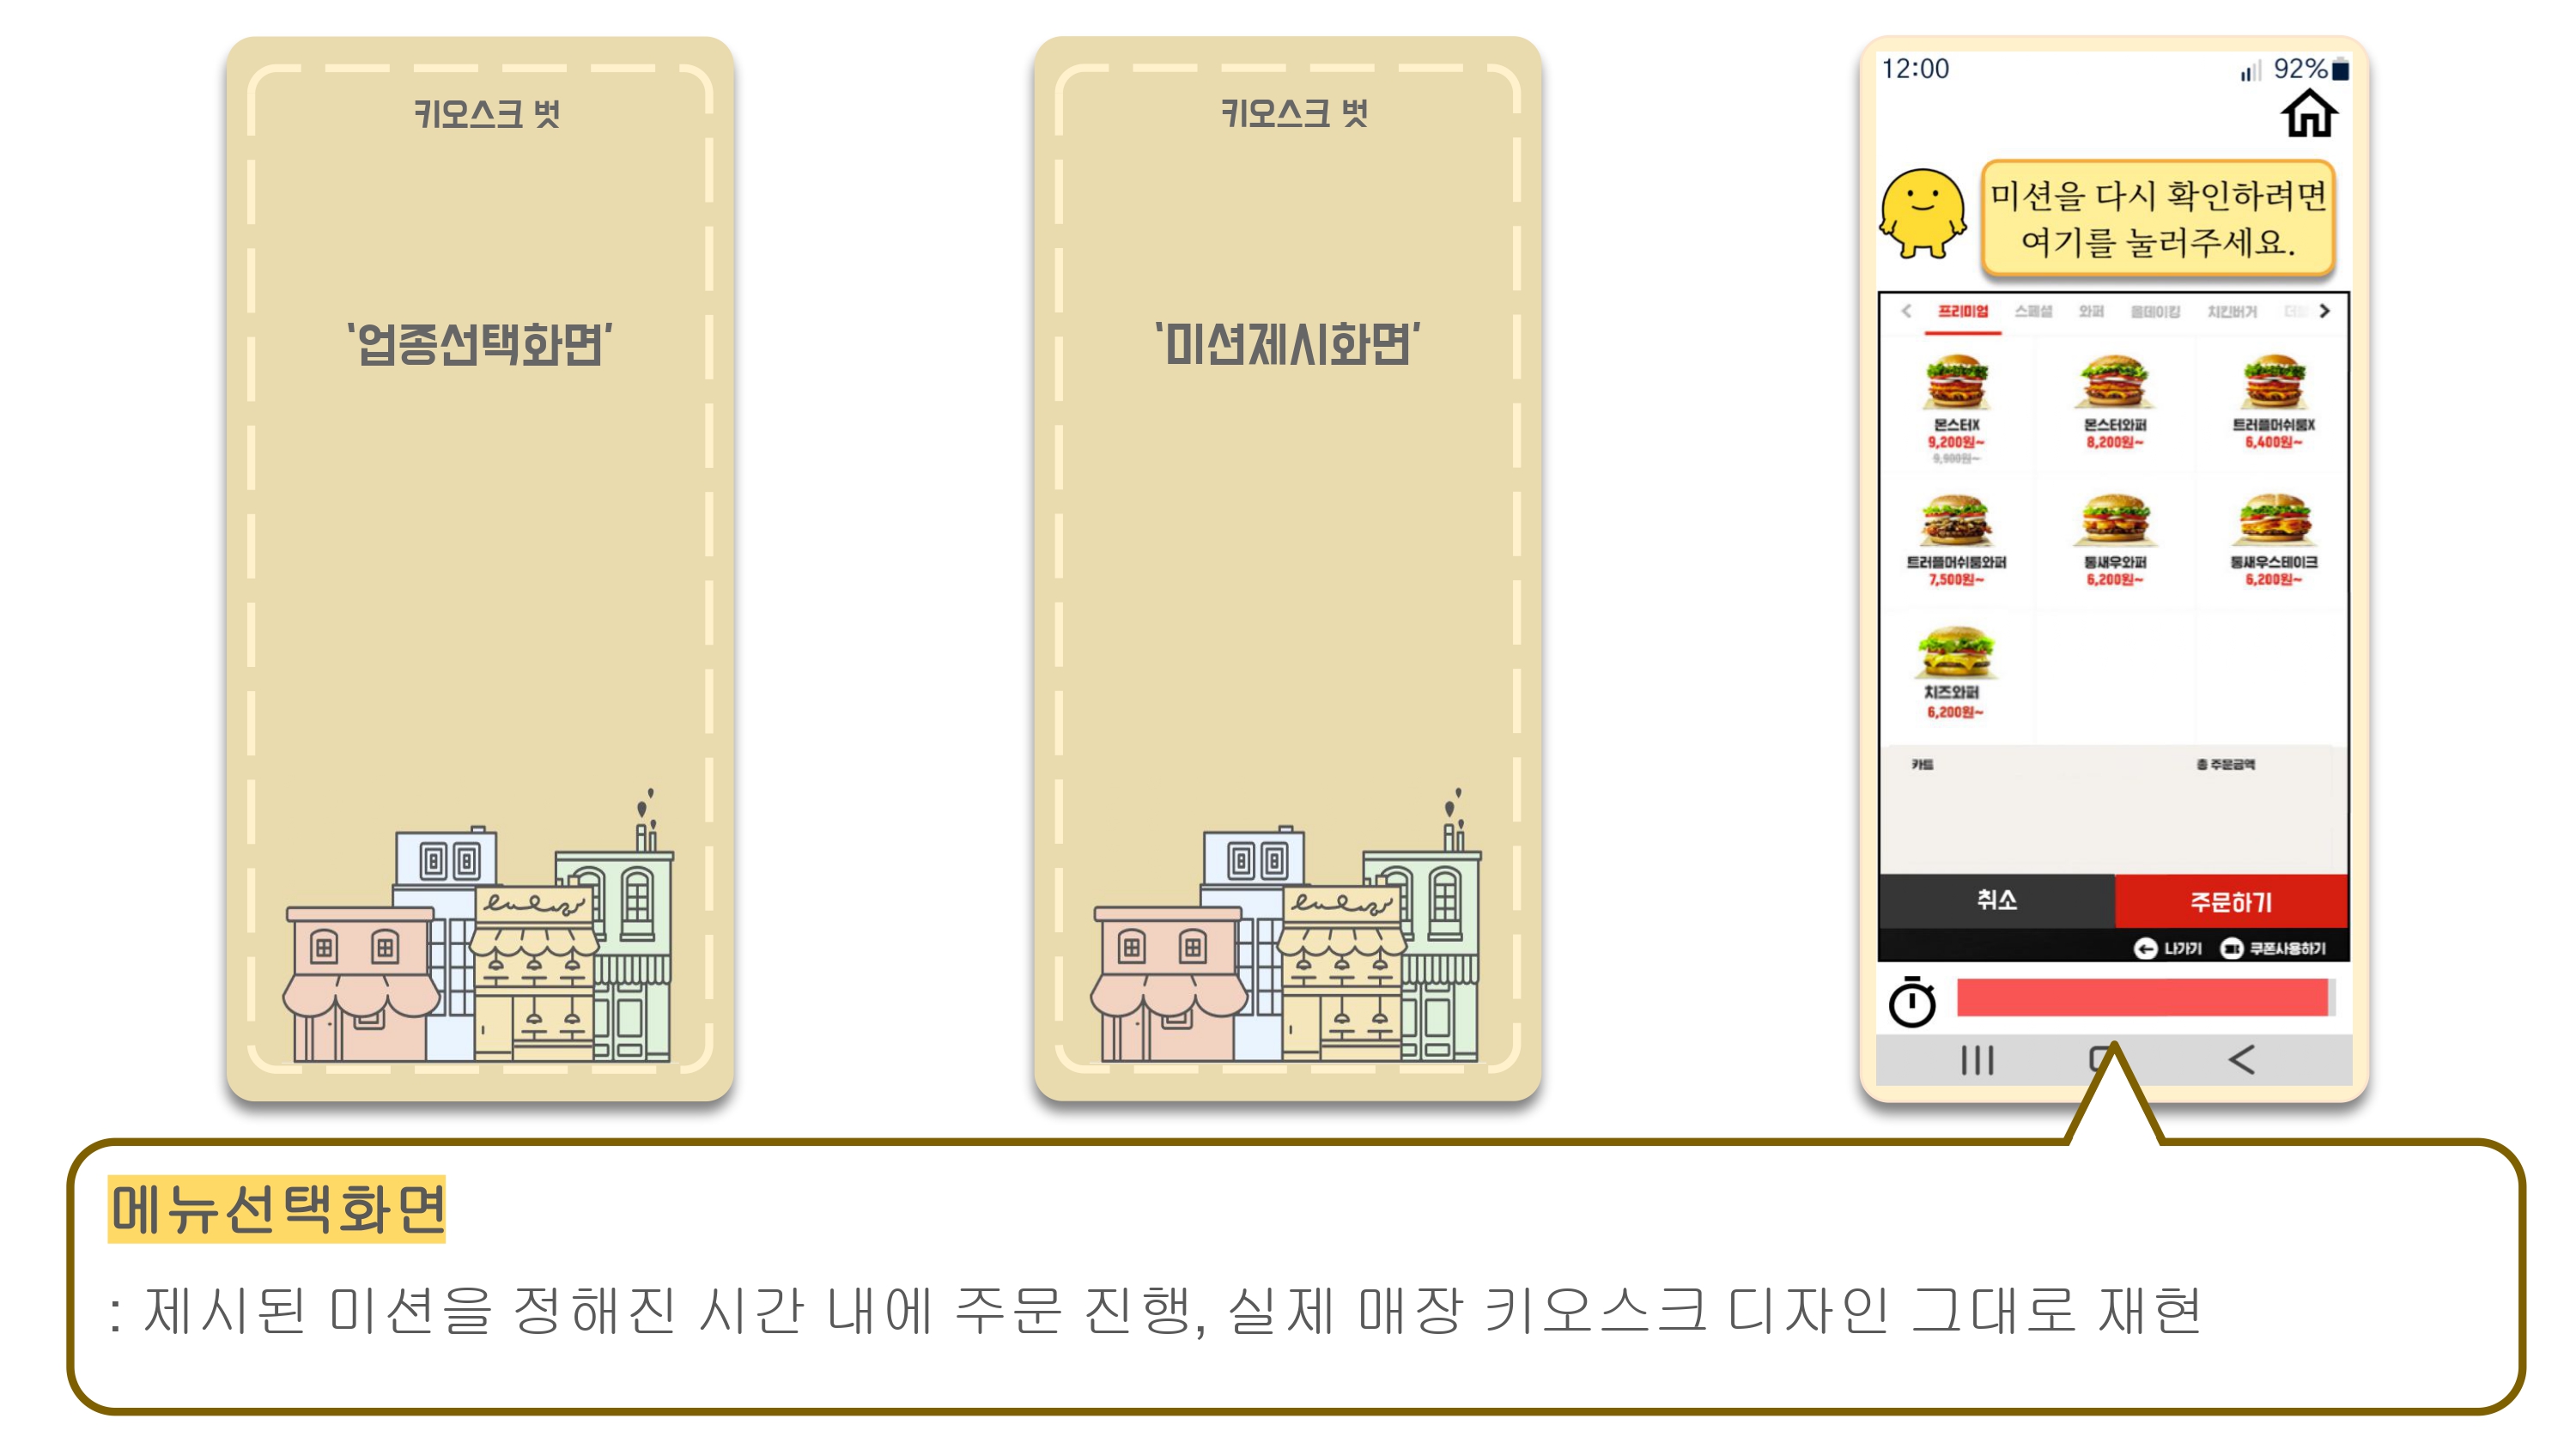 키오스크 벗
'업종선택화면'
키오스크 벗
'미션제시화면'
12:00
92%
미션을 다시 확인하려면
여기를 눌러주세요.
프리미엄 스페셜 와퍼 올데이킹 치킨버거
몬스터X
9,200원~
9,900원~
몬스터와퍼
8,200원~
트러플머쉬룸X
6,400원~
트러플머쉬룸와퍼
7,500원~
통새우와퍼
6,200원~
통새우스테이크
6,200원~
치즈와퍼
6,200원~
카트
총 주문금액
취소
주문하기
나가기
쿠폰사용하기
메뉴선택화면
: 제시된 미션을 정해진 시간 내에 주문 진행, 실제 매장 키오스크 디자인 그대로 재현